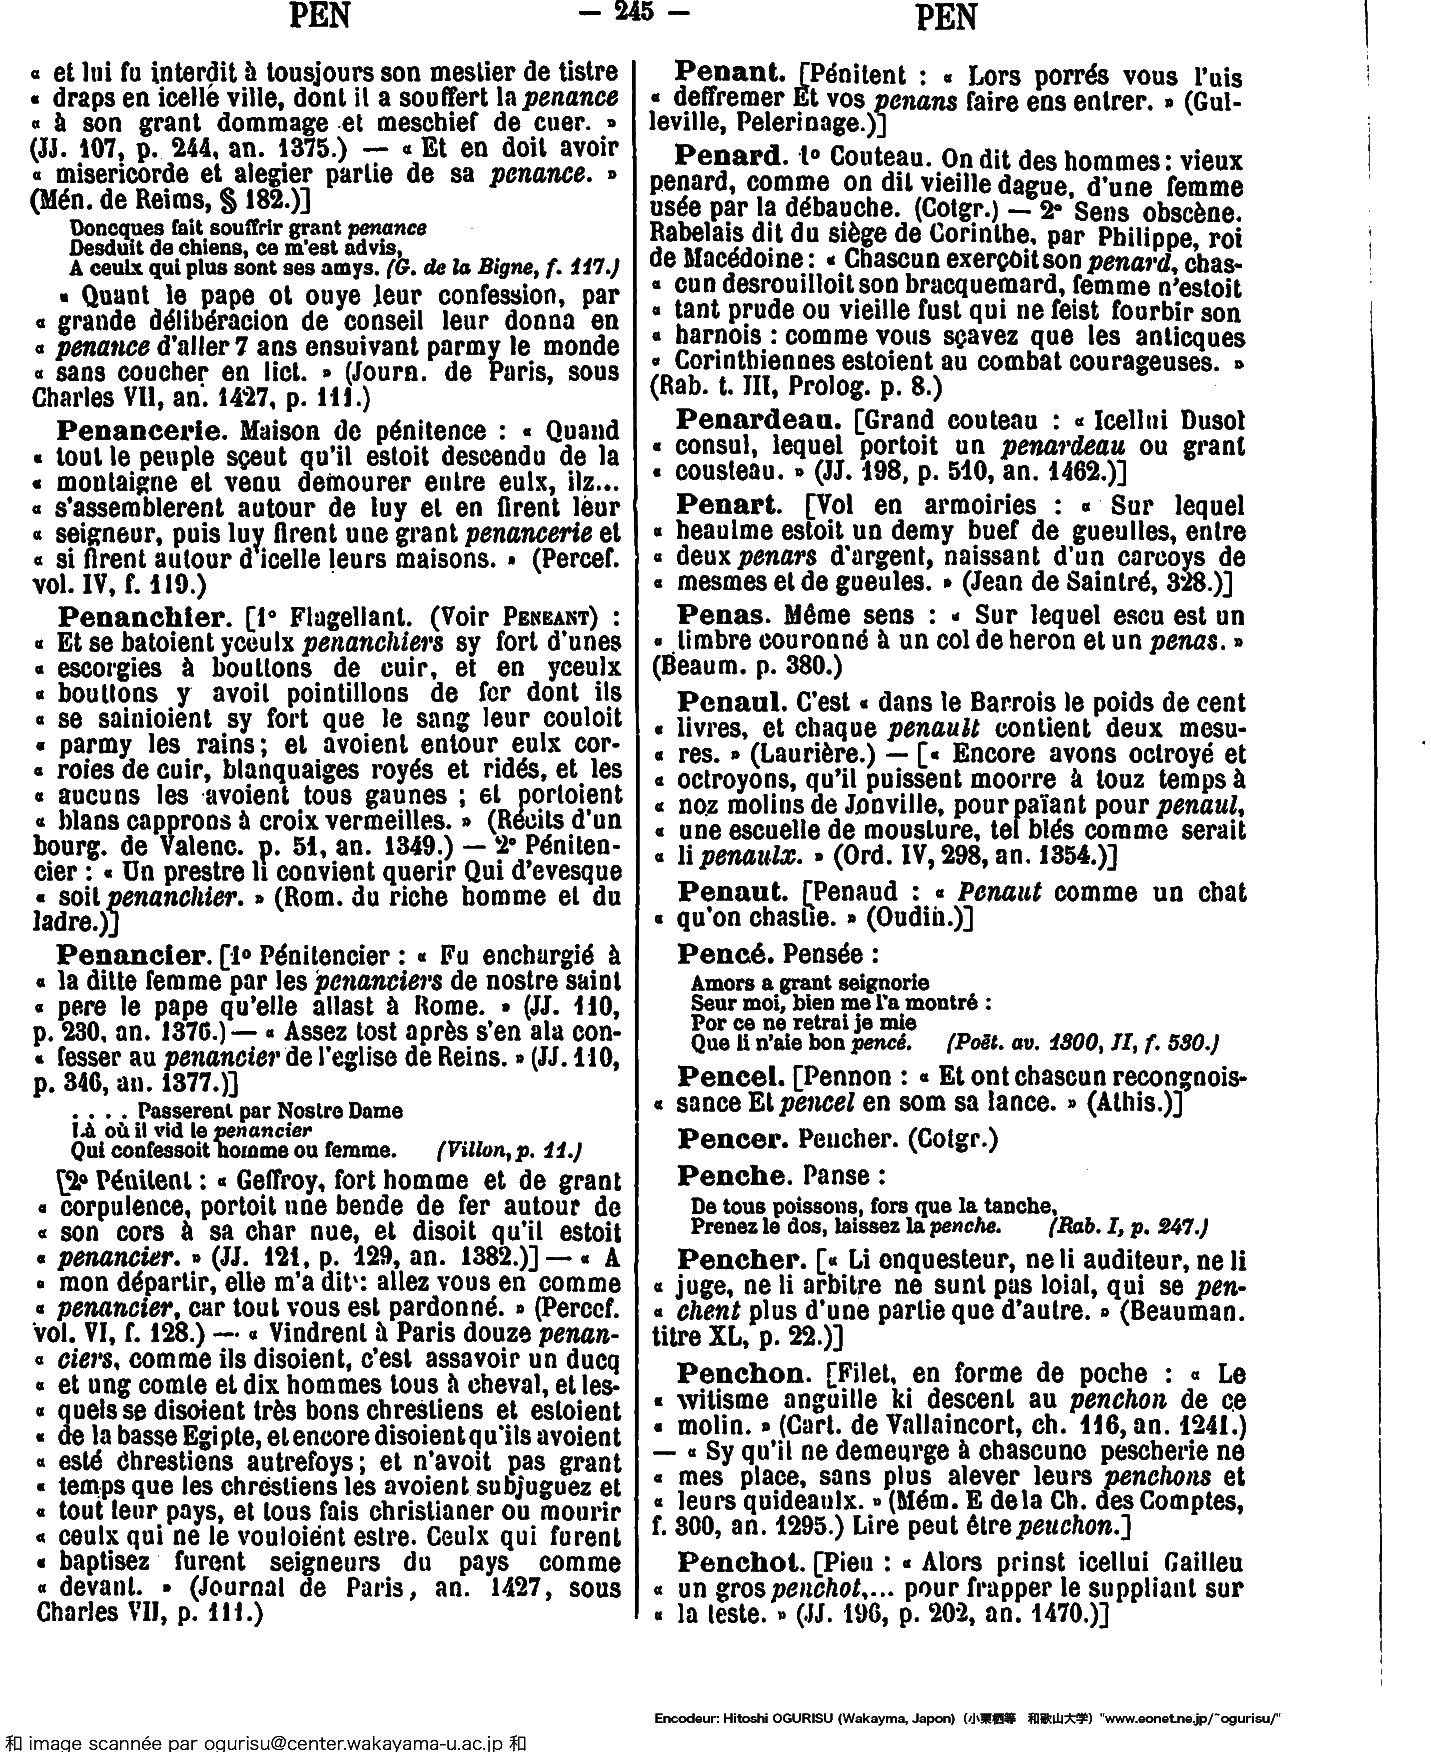 PEN
— 245 —
PEN
« et lui fu interdit à tousjours son mestier de tistre
« draps en icelle ville, dont il a souffert la penance
« à son grant dommage et meschief de cuer. »
(JJ. 107, p. 244, an. 1375.) — « Et en doit avoir
« misericorde et alegier partie de sa penance. »
(Mén. de Reims, § 182.)]
Doncques fait souffrir grant penance
Desduit de chiens, ce m'est advis,
A ceulx qui plus sont ses amys. (G. de la Bigne, f. 117.)
« Quant le pape ot ouye leur confession, par
« grande délibéracion de conseil leur donna en
« penance d'aller 7 ans ensuivant parmy le monde
« sans coucher en lict. » (Journ. de Paris, sous
Charles VII, an. 1427, p. 111.)
Penancerie. Maison de pénitence : « Quand
« tout le peuple sçeut qu'il estoit descendu de la
« montaigne et venu demourer entre eulx, ilz...
« s'assemblerent autour de luy et en firent leur
« seigneur, puis luy firent une grant penancerie et
« si firent autour d'icelle leurs maisons. » (Percef.
vol. IV, f. 119.)
Penanchier. [1° Flagellant. (Voir PENEANT) :
« Et se batoient yceulx penanchiers sy fort d'unes
« escorgies à bouttons de cuir, et en yceulx
« bouttons y avoit pointillons de fer dont ils
« se sainioient sy fort que le sang leur couloit
« parmy les rains ; et avoient entour eulx cor-
« roies de cuir, blanquaiges royés et ridés, et les
« aucuns les avoient tous gaunes ; et portoient
« blans capprons à croix vermeilles. » (Récits d'un
bourg. de Valenc. p. 51, an. 1349.) — 2° Péniten-
cier : « Un prestre li convient querir Qui d'evesque
« soit penanchier. » (Rom. du riche homme et du
ladre.)]
Penancier. [1° Pénitencier : « Fu enchargié à
« la ditte femme par les penanciers de nostre saint
« pere le pape qu'elle allast à Rome. » (JJ. 110,
p. 230, an. 1376.) — « Assez tost après s'en ala con-
« fesser au penancier de l'eglise de Reins. » (JJ. 110,
p. 346, an. 1377.)]
. . . . Passerent par Nostre Dame
Là où il vid le penancier
Qui confessoit homme ou femme. (Villon, p. 11.)
[2° Pénitent : « Geffroy, fort homme et de grant
« corpulence, portoit une bende de fer autour de
« son cors à sa char nue, et disoit qu'il estoit
« penancier. » (JJ. 121, p. 129, an. 1382.)] — « A
« mon départir, elle m'a dit : allez vous en comme
« penancier, car tout vous est pardonné. » (Percef.
vol. VI, f. 128.) — « Vindrent à Paris douze penan-
« ciers, comme ils disoient, c'est assavoir un ducq
« et ung comte et dix hommes tous à cheval, et les-
« quels se disoient très bons chrestiens et estoient
« de la basse Egipte, et encore disoient qu'ils avoient
« esté chrestiens autrefoys ; et n'avoit pas grant
« temps que les chrestiens les avoient subjuguez et
« tout leur pays, et tous fais christianer ou mourir
« ceulx qui ne le vouloient estre. Ceulx qui furent
« baptisez furent seigneurs du pays comme
« devant. » (Journal de Paris, an. 1427, sous
Charles VII, p. 111.)
Penant. [Pénitent : « Lors porrés vous l'uis
« deffremer Et vos penans faire ens entrer. » (Gui-
leville, Pelerinage.)]
Penard. 1° Couteau. On dit des hommes : vieux
penard, comme on dit vieille dague, d'une femme
usée par la débauche. (Cotgr.) — 2° Sens obscène.
Rabelais dit du siège de Corinthe, par Philippe, roi
de Macédoine : « Chascun exerçoit son penard, chas-
« cun desrouilloit son bracquemard, femme n'estoit
« tant prude ou vieille fust qui ne feist fourbir son
« harnois : comme vous sçavez que les anticques
« Corinthiennes estoient au combat courageuses. »
(Rab. t. III, Prolog. p. 8.)
Penardeau. [Grand couteau : « Icellui Dusot
« consul, lequel portoit un penardeau ou grant
« cousteau. » (JJ. 198, p. 510, an. 1462.)]
Penart. [Vol en armoiries : « Sur lequel
« heaulme estoit un demy buef de gueulles, entre
« deux penars d'argent, naissant d'un carcoys de
« mesmes et de gueules. » (Jean de Saintré, 328.)]
Penas. Même sens : « Sur lequel escu est un
« timbre couronné à un col de heron et un penas. »
(Beaum. p. 380.)
Penaul. C'est « dans le Barrois le poids de cent
« livres, et chaque penault contient deux mesu-
« res. » (Laurière.) — [« Encore avons octroyé et
« octroyons, qu'il puissent moorre à touz temps à
« noz molins de Jonville, pour païant pour penaul,
« une escuelle de mousture, tel blés comme serait
« li penaulx. » (Ord. IV, 298, an. 1354.)]
Penaut. [Penaud : « Penaut comme un chat
« qu'on chastie. » (Oudin.)]
Pencé. Pensée :
Amors a grant seignorie
Seur moi, bien me l'a montré :
Por ce ne retrai je mie
Que li n'aie bon pencé. (Poët. av. 1300, II, f. 530.)
Pencel. [Pennon : « Et ont chascun recongnois-
« sance Et pencel en som sa lance. » (Athis.)]
Pencer. Pencher. (Cotgr.)
Penche. Panse :
De tous poissons, fors que la tanche,
Prenez le dos, laissez la penche. (Rab. I, p. 247.)
Pencher. [« Li enquesteur, ne li auditeur, ne li
« juge, ne li arbitre ne sunt pas loial, qui se pen-
« chent plus d'une partie que d'autre. » (Beauman.
titre XL, p. 22.)]
Penchon. [Filet, en forme de poche : « Le
« witisme anguille ki descent au penchon de ce
« molin. » (Cart. de Vallaincort, ch. 116, an. 1241.)
— « Sy qu'il ne demeurge à chascune pescherie ne
« mes place, sans plus alever leurs penchons et
« leurs quideaulx. » (Mém. E de la Ch. des Comptes,
f. 300, an. 1295.) Lire peut être peuchon.]
Penchot. [Pieu : « Alors prinst icellui Gailleu
« un gros penchot,... pour frapper le suppliant sur
« la teste. » (JJ. 196, p. 202, an. 1470.)]
Encodeur: Hitoshi OGURISU (Wakayma, Japon) (小栗栖等 和歌山大学) "www.eonet.ne.jp/~ogurisu/"
和 image scannée par ogurisu@center.wakayama-u.ac.jp 和